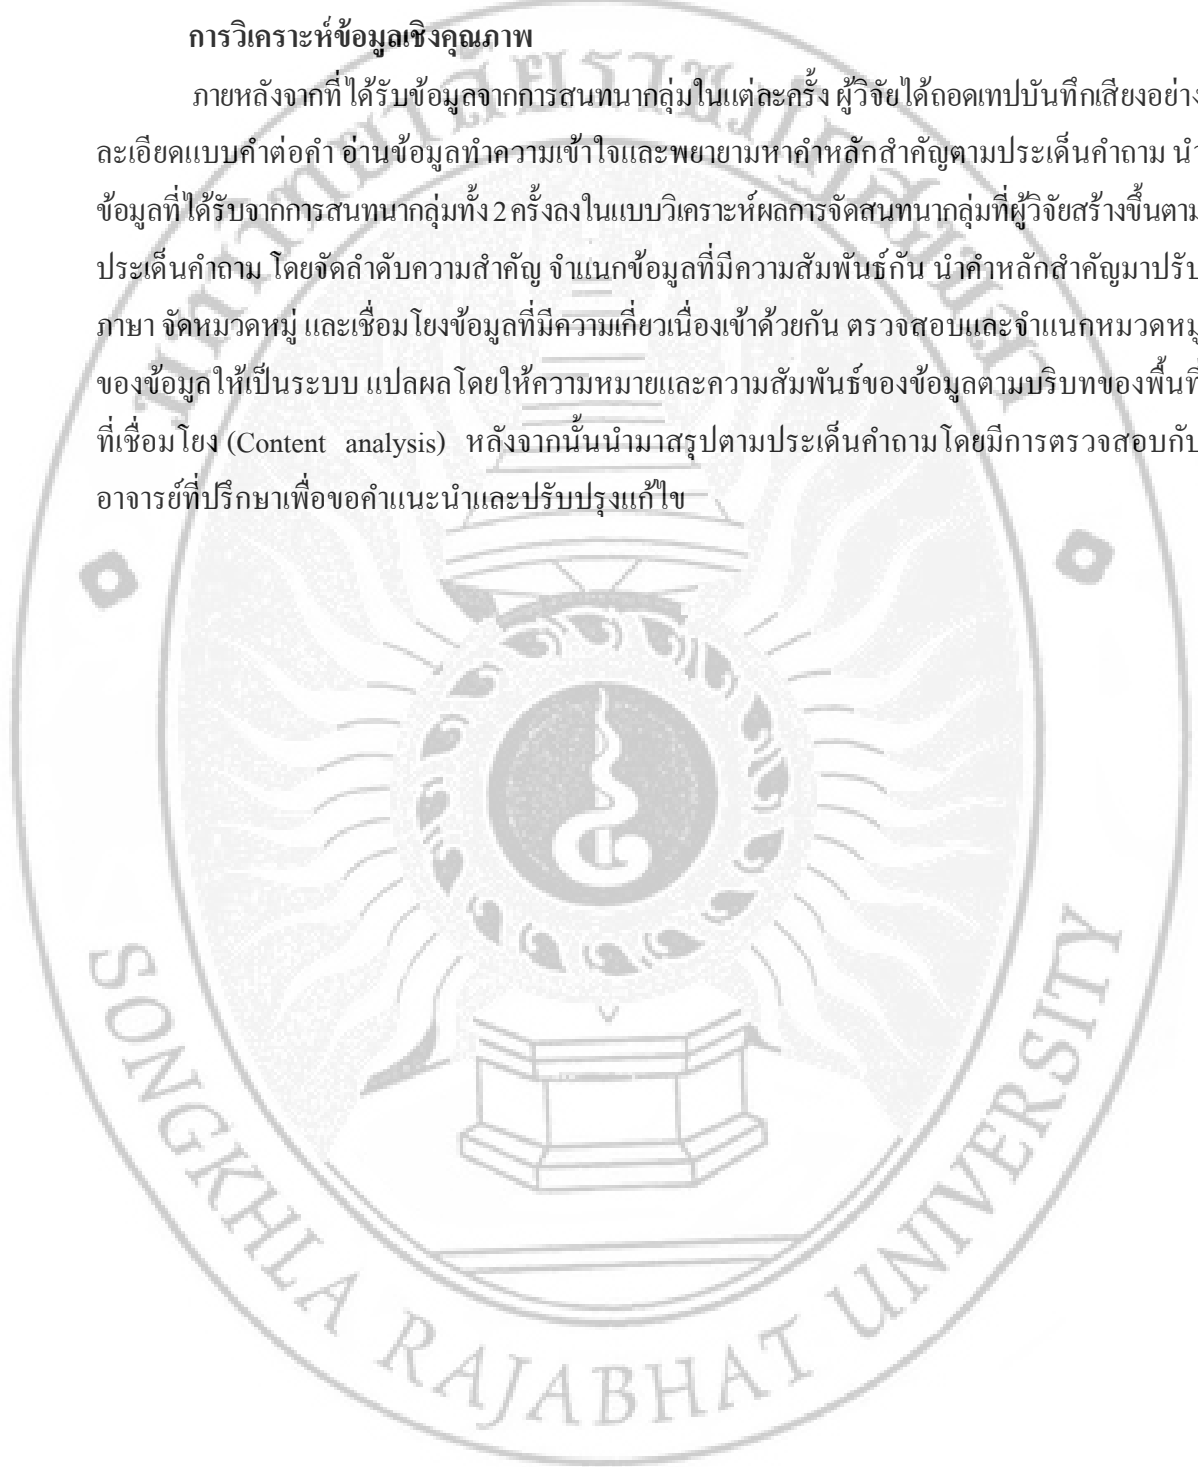 การวิเคราะห์ข้อมูลเชิงคุณภาพ
ภายหลังจากที่ได้รับข้อมูลจากการสนทนากลุ่มในแต่ละครั้ง ผู้วิจัยได้ถอดเทปบันทึกเสียงอย่าง
ละเอียดแบบคำต่อคำ อ่านข้อมูลทำความเข้าใจและพยายามหาคำหลักสำคัญตามประเด็นคำถาม นำ
ข้อมูลที่ได้รับจากการสนทนากลุ่มทั้ง 2 ครั้งลงในแบบวิเคราะห์ผลการจัดสนทนากลุ่มที่ผู้วิจัยสร้างขึ้นตาม
ประเด็นคำถาม โดยจัดลำดับความสำคัญ จำแนกข้อมูลที่มีความสัมพันธ์กัน นำคำหลักสำคัญมาปรับ
ภาษา จัดหมวดหมู่ และเชื่อมโยงข้อมูลที่มีความเกี่ยวเนื่องเข้าด้วยกัน ตรวจสอบและจำแนกหมวดหมู่
ของข้อมูลให้เป็นระบบ แปลผลโดยให้ความหมายและความสัมพันธ์ของข้อมูลตามบริบทของพื้นที่
ที่เชื่อมโยง (Content analysis) หลังจากนั้นนำมาสรุปตามประเด็นคำถามโดยมีการตรวจสอบกับ
อาจารย์ที่ปรึกษาเพื่อขอคำแนะนำและปรับปรุงแก้ไข
มหาวิทยาลัยราชภัฏสงขลา
SONGKHLA RAJABHAT UNIVERSITY